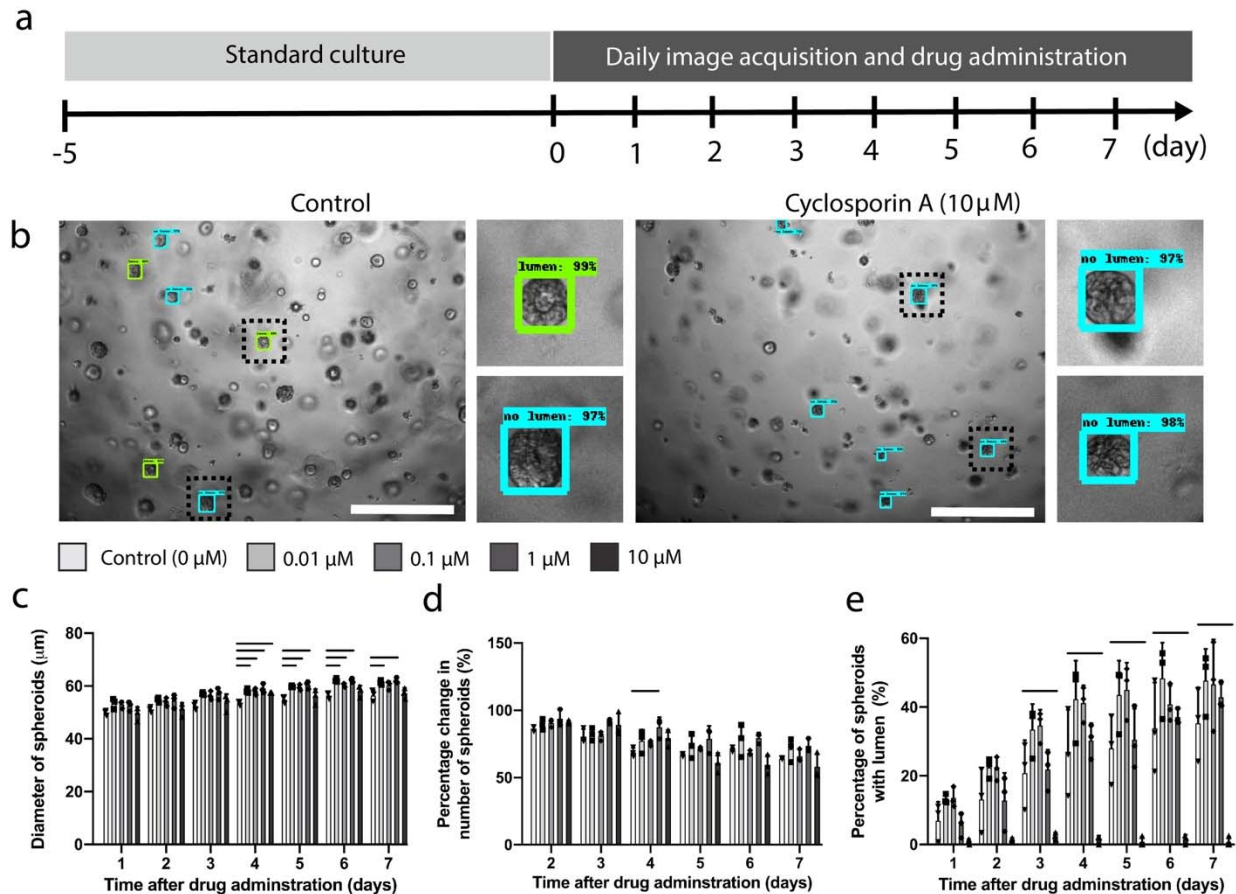 a
Standard culture
Daily image acquisition and drug administration
-5
0
1
2
3
4
5
6
7
(day)
b
Control
Cyclosporin A (10 μM)
lumen: 99%
no lumen: 97%
no lumen: 97%
no lumen: 98%
Control (0 μM)
0.01 μM
0.1 μM
1 μM
10 μM
c
Diameter of spheroids (μm)
80
60
40
20
0
1
2
3
4
5
6
7
Time after drug adminstration (days)
d
Percentage change in
number of spheroids (%)
150
100
50
0
2
3
4
5
6
7
Time after drug adminstration (days)
e
Percentage of spheroids
with lumen (%)
60
40
20
0
1
2
3
4
5
6
7
Time after drug adminstration (days)